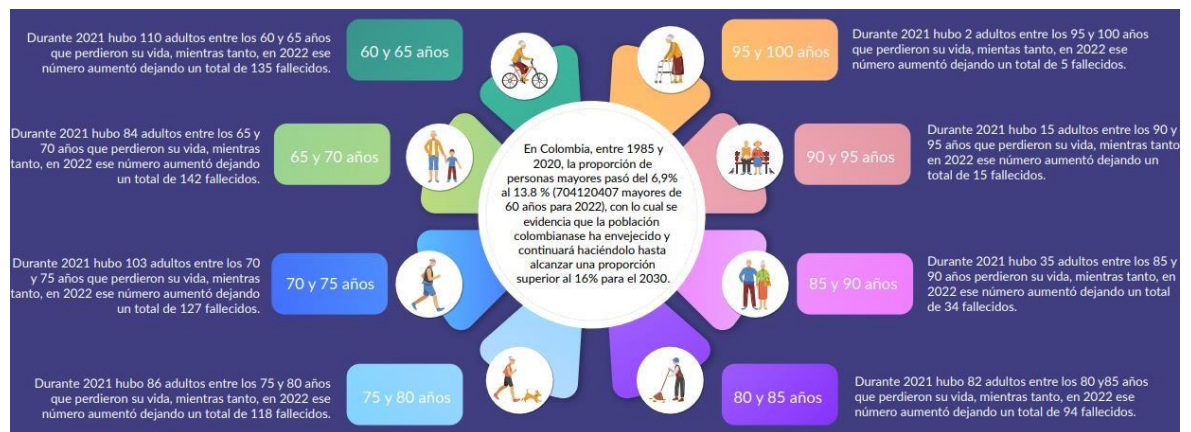 Durante 2021 hubo 110 adultos entre los 60 y 65 años
que perdieron su vida, mientras tanto, en 2022 ese
número aumentó dejando un total de 135 fallecidos.
60 y 65 años
Durante 2021 hubo 84 adultos entre los 65 y
70 años que perdieron su vida, mientras
tanto, en 2022 ese número aumentó dejando
un total de 142 fallecidos.
65 y 70 años
Durante 2021 hubo 103 adultos entre los 70
y 75 años que perdieron su vida, mientras
tanto, en 2022 ese número aumentó dejando
un total de 127 fallecidos.
70 y 75 años
Durante 2021 hubo 86 adultos entre los 75 y 80 años
que perdieron su vida, mientras tanto, en 2022 ese
número aumentó dejando un total de 118 fallecidos.
75 y 80 años
En Colombia, entre 1985 y
2020, la proporción de
personas mayores pasó del 6,9%
al 13.8 % (704120407 mayores de
60 años para 2022), con lo cual se
evidencia que la población
colombianase ha envejecido y
continuará haciéndolo hasta
alcanzar una proporción
superior al 16% para el 2030.
95 y 100 años
Durante 2021 hubo 2 adultos entre los 95 y 100 años
que perdieron su vida, mientas tanto, en 2022 ese
número aumentó dejando un total de 5 fallecidos.
90 y 95 años
Durante 2021 hubo 15 adultos entre los 90 y
95 años que perdieron su vida, mientras tanto
en 2022 ese número aumentó dejando un
total de 15 fallecidos.
85 y 90 años
Durante 2021 hubo 35 adultos entre los 85 y
90 años perdieron su vida, mientras tanto, en
2022 ese número aumentó dejando un total
de 34 fallecidos.
80 y 85 años
Durante 2021 hubo 82 adultos entre los 80 y85 años
que perdieron su vida, mientras tanto, en 2022 ese
número aumentó dejando un total de 94 fallecidos.